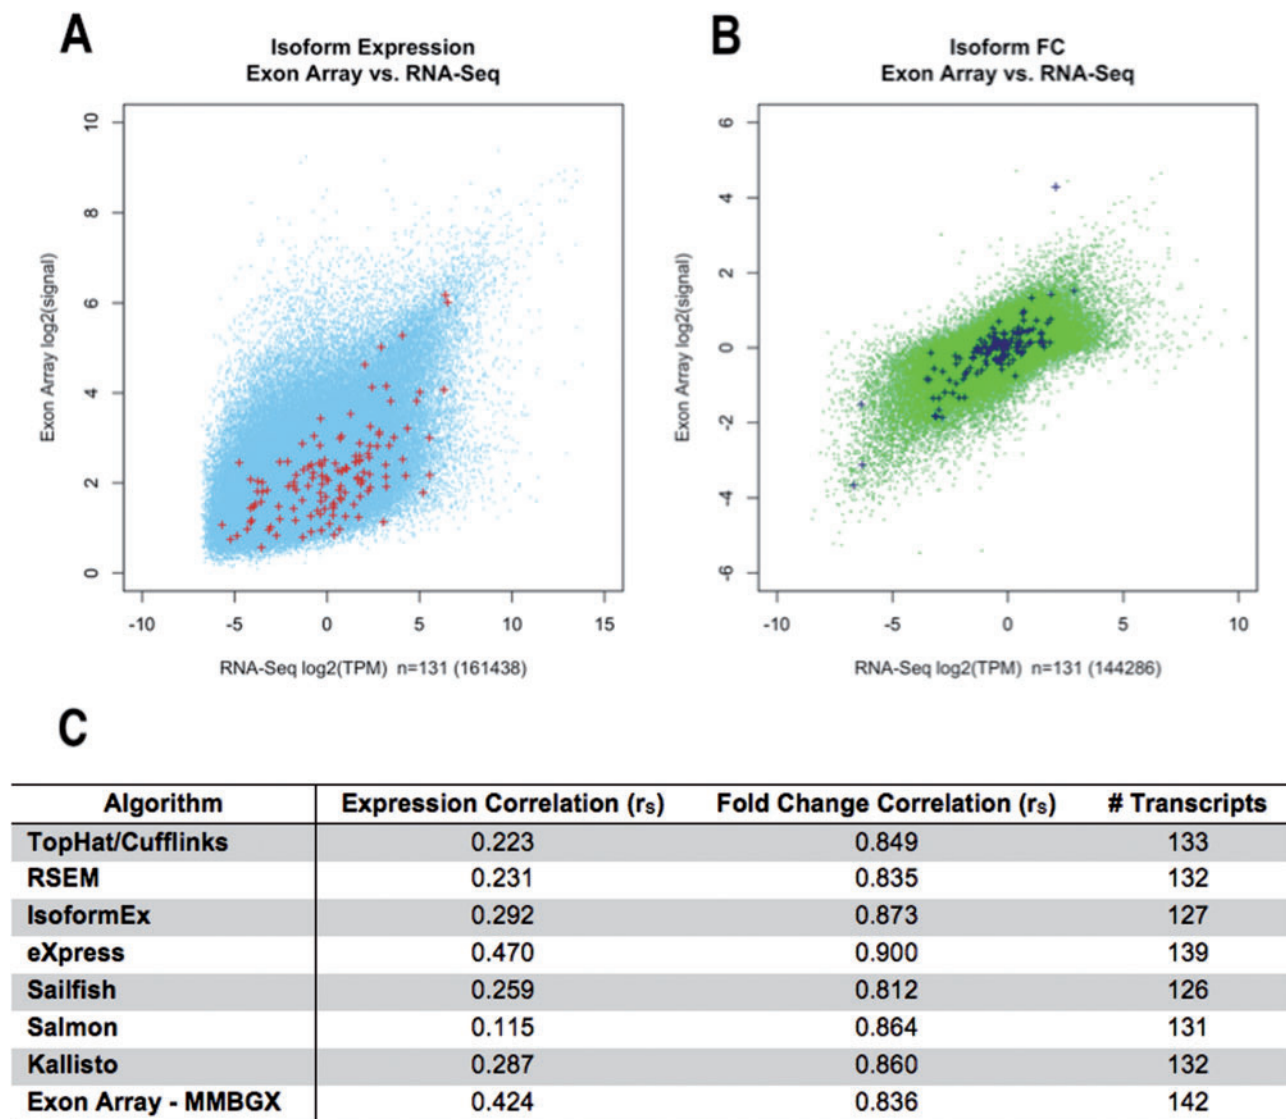 A
Isoform Expression
Exon Array vs. RNA-Seq
Exon Array log2(signal)
10
8
6
4
2
0
-10 -5 0 5 10 15
RNA-Seq log2(TPM) n=131 (161438)
B
Isoform FC
Exon Array vs. RNA-Seq
Exon Array log2(signal)
6
4
2
0
-2
-4
-6
-10 -5 0 5 10
RNA-Seq log2(TPM) n=131 (144286)
C
Algorithm Expression Correlation (rs) Fold Change Correlation (rs) # Transcripts
TopHat/Cufflinks 0.223 0.849 133
RSEM 0.231 0.835 132
IsoformEx 0.292 0.873 127
eXpress 0.470 0.900 139
Sailfish 0.259 0.812 126
Salmon 0.115 0.864 131
Kallisto 0.287 0.860 132
Exon Array - MMBGX 0.424 0.836 142